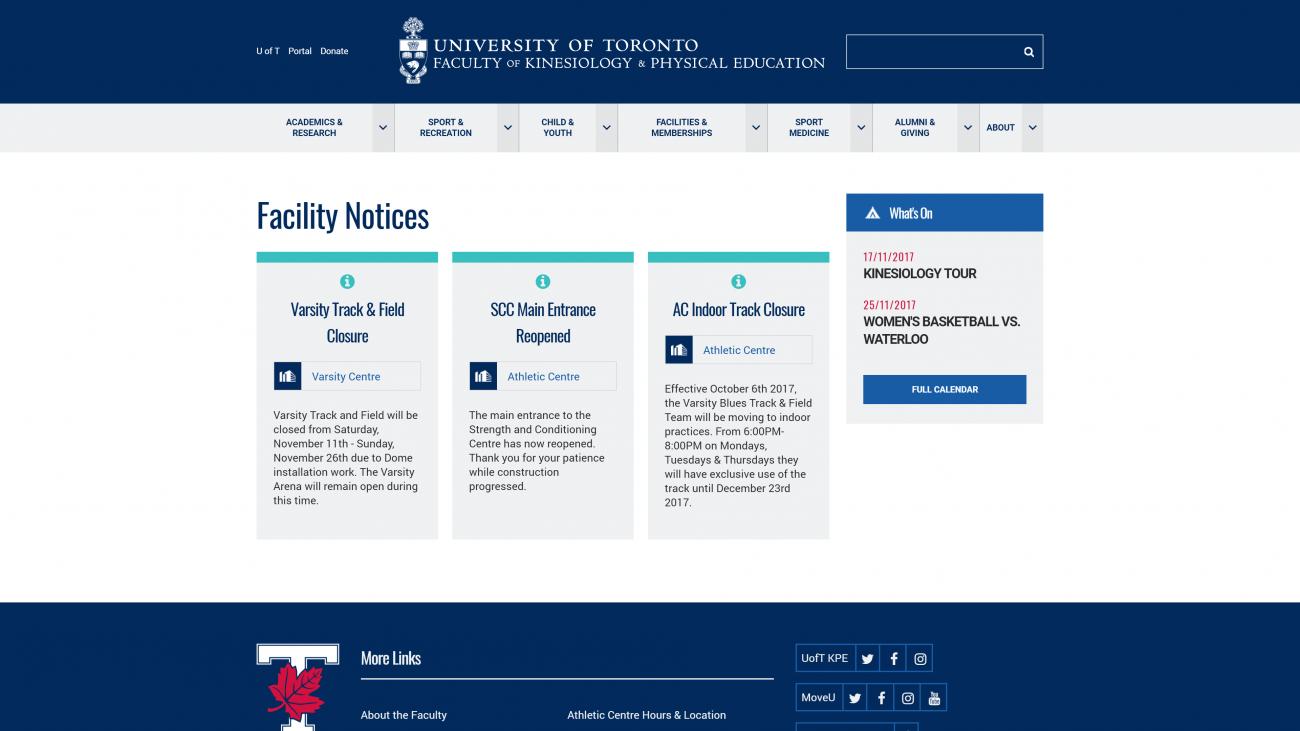 U of T Portal Donate
UNIVERSITY OF TORONTO
FACULTY OF KINESIOLOGY & PHYSICAL EDUCATION
ACADEMICS &
RESEARCH
SPORT &
RECREATION
CHILD &
YOUTH
FACILITIES &
MEMBERSHIPS
SPORT
MEDICINE
ALUMNI &
GIVING
ABOUT
Facility Notices
Varsity Track & Field
Closure
Varsity Centre
Varsity Track and Field will be
closed from Saturday,
November 11th - Sunday,
November 26th due to Dome
installation work. The Varsity
Arena will remain open during
this time.
SCC Main Entrance
Reopened
Athletic Centre
The main entrance to the
Strength and Conditioning
Centre has now reopened.
Thank you for your patience
while construction
progressed.
AC Indoor Track Closure
Athletic Centre
Effective October 6th 2017,
the Varsity Blues Track & Field
Team will be moving to indoor
practices. From 6:00PM-
8:00PM on Mondays,
Tuesdays & Thursdays they
will have exclusive use of the
track until December 23rd
2017.
What's On
17/11/2017
KINESIOLOGY TOUR
25/11/2017
WOMEN'S BASKETBALL VS.
WATERLOO
FULL CALENDAR
More Links
About the Faculty
Athletic Centre Hours & Location
UofT KPE
MoveU
You
Tube